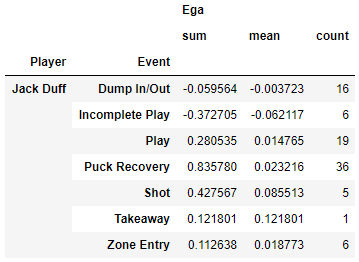 Ega
sum mean count
Player Event
Jack Duff Dump In/Out -0.059564 -0.003723 16
Incomplete Play -0.372705 -0.062117 6
Play 0.280535 0.014765 19
Puck Recovery 0.835780 0.023216 36
Shot 0.427567 0.085513 5
Takeaway 0.121801 0.121801 1
Zone Entry 0.112638 0.018773 6